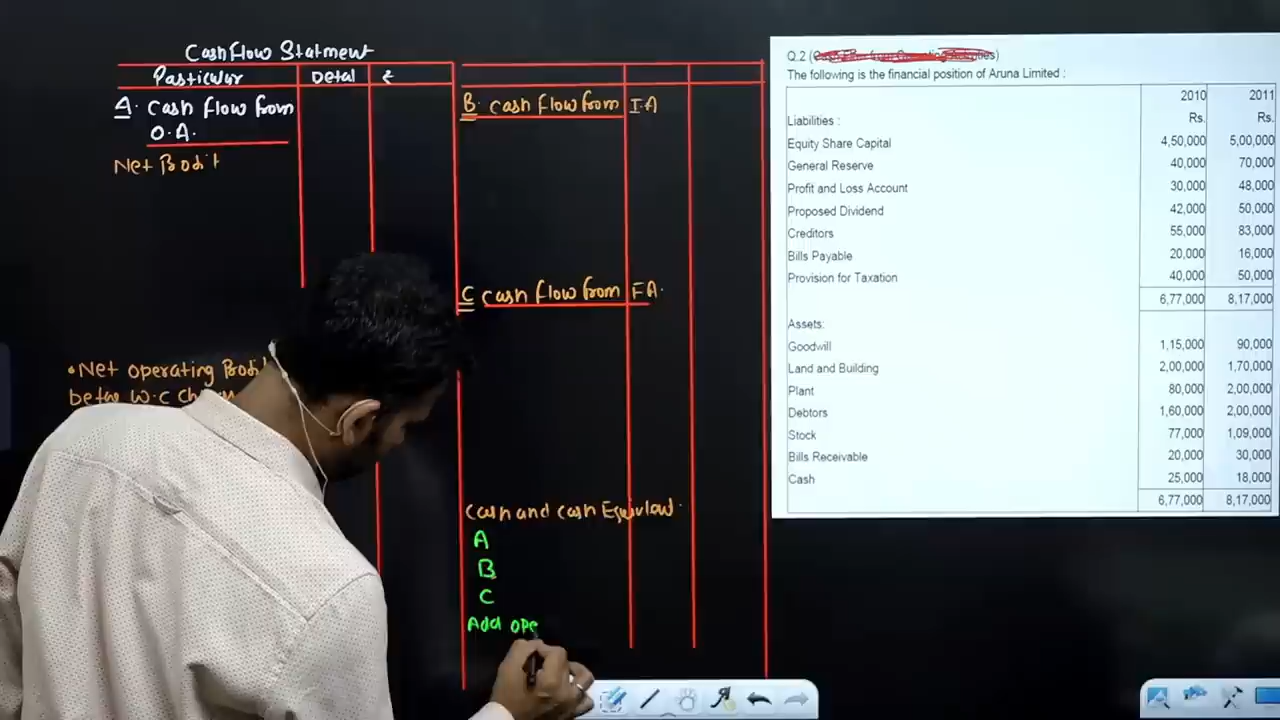 Cash Flow Statment
Particular Detal ₹
A. Cash flow from
O.A.
Net Profit
• Net operating Profi
before W.C Ch
B. cash flow from I A
C cash flow from F A.
Cash and cash Equivlent.
A
B
C
Add ope
Q.2 (
The following is the financial position of Aruna Limited :
2010 2011
Rs. Rs.
Liabilities :
Equity Share Capital 4,50,000 5,00,000
General Reserve 40,000 70,000
Profit and Loss Account 30,000 48,000
Proposed Dividend 42,000 50,000
Creditors 55,000 83,000
Bills Payable 20,000 16,000
Provision for Taxation 40,000 50,000
6,77,000 8,17,000
Assets:
Goodwill 1,15,000 90,000
Land and Building 2,00,000 1,70,000
Plant 80,000 2,00,000
Debtors 1,60,000 2,00,000
Stock 77,000 1,09,000
Bills Receivable 20,000 30,000
Cash 25,000 18,000
6,77,000 8,17,000